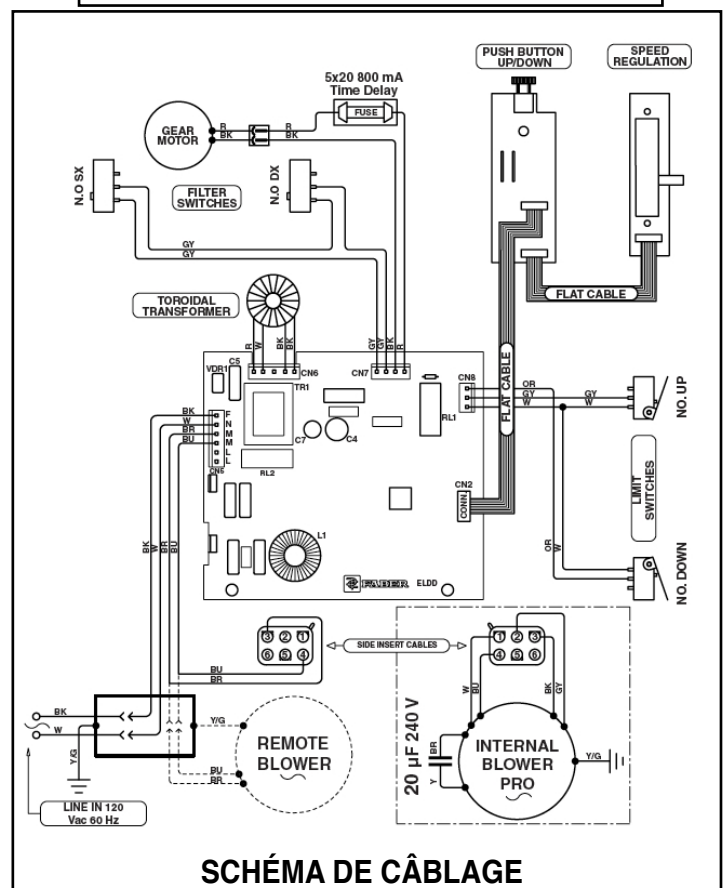 PUSH BUTTON
UP/DOWN
SPEED
REGULATION
5x20 800 mA
Time Delay
FUSE
GEAR
MOTOR
R
BK
R
BK
N.O SX
FILTER
SWITCHES
N.O DX
GY
GY
FLAT CABLE
TOROIDAL
TRANSFORMER
R
W
BK
BK
GY
GY
BK
R
CN6
CN7
C5
VDR1
TR1
CN8
RL1
FLAT CABLE
OR
GY
W
GY
W
NO. UP
BK
W
BR
BU
F
N
M
M
L
L
CN5
C7
C4
RL2
CN2
CONN.
LIMIT
SWITCHES
BK
W
BR
BU
L1
OR
W
FABER
ELDD
NO. DOWN
3
2
1
6
5
4
SIDE INSERT CABLES
1
2
3
4
5
6
BU
BR
W
BU
BK
GY
BK
W
Y/G
Y/G
REMOTE
BLOWER
BU
BR
20 µF 240 V
BR
Y
INTERNAL
BLOWER
PRO
Y/G
LINE IN 120
Vac 60 Hz
SCHÉMA DE CÂBLAGE